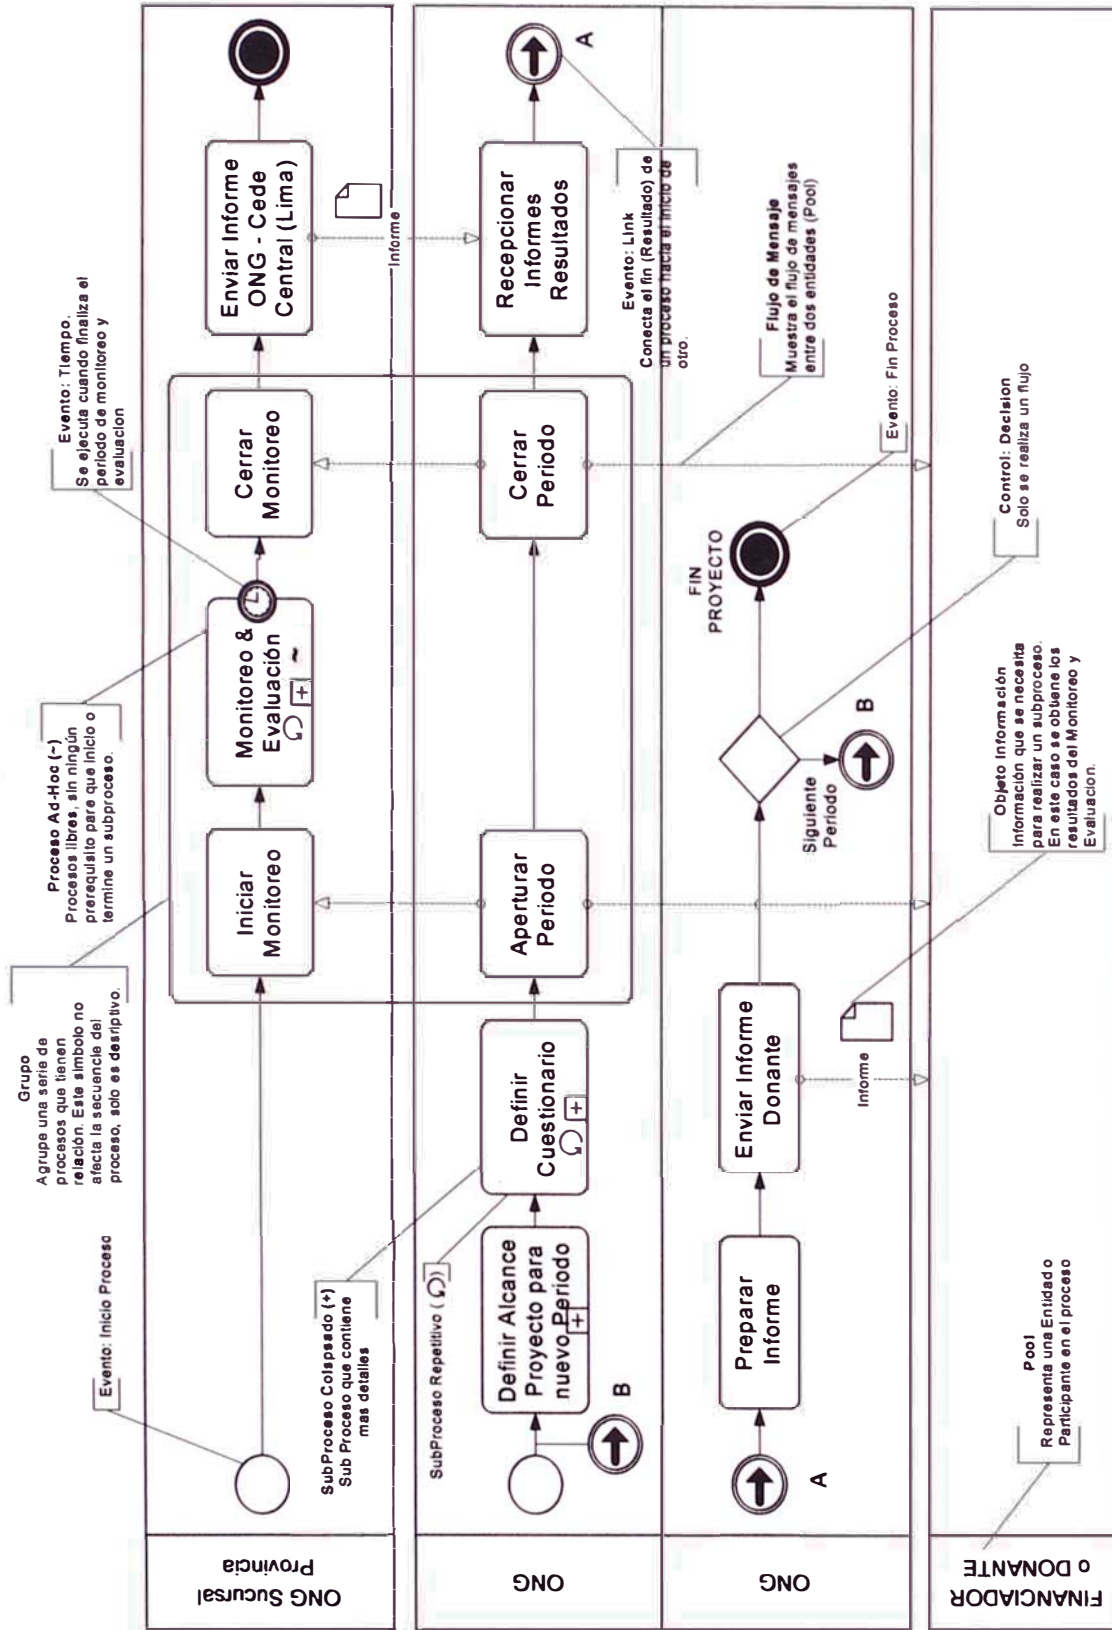 Grupo
Agrupe una serie de
procesos que tienen
relación. Este simbolo no
afecta la secuencie del
proceso, solo es desriptivo.
Proceso Ad-Hoc (~)
Procesos libres, sin ningún
prerequisito pare que inicio o
termine un subproceso.
Evento: Tiempo.
Se ejecuta cuando finaliza el
periodo de monitoreo y
evaluacion
Evento: Inicio Proceso
ONG Sucursal
Provincia
Iniciar
Monitoreo
Monitoreo &
Evaluación
Cerrar
Monitoreo
Enviar Informe
ONG - Cede
Central (Lima)
Informe
SubProceso Colapsado (+)
Sub Proceso que contiene
mas detalles
SubProceso Repetitivo ( )
ONG
B
Definir Alcance
Proyecto para
nuevo Periodo
Definir
Cuestionario
Aperturar
Periodo
Cerrar
Periodo
Recepcionar
Informes
Resultados
A
Evento: Link
Conecta el fin (Resultado) de
un proceso hacia el inicio de
otro.
Flujo de Mensaje
Muestra el flujo de mensajes
entre dos entidades (Pool)
Evento: Fin Proceso
ONG
A
Preparar
Informe
Enviar Informe
Donante
Informe
Siguiente
Periodo
B
FIN
PROYECTO
Control: Decision
Solo se realiza un flujo
Objeto Información
Información que se necesita
para realizar un subproceso.
En este caso se obtiene los
resultados del Monitoreo y
Evaluacion.
Pool
Representa una Entidad o
Participante en el proceso
FINANCIADOR
o DONANTE